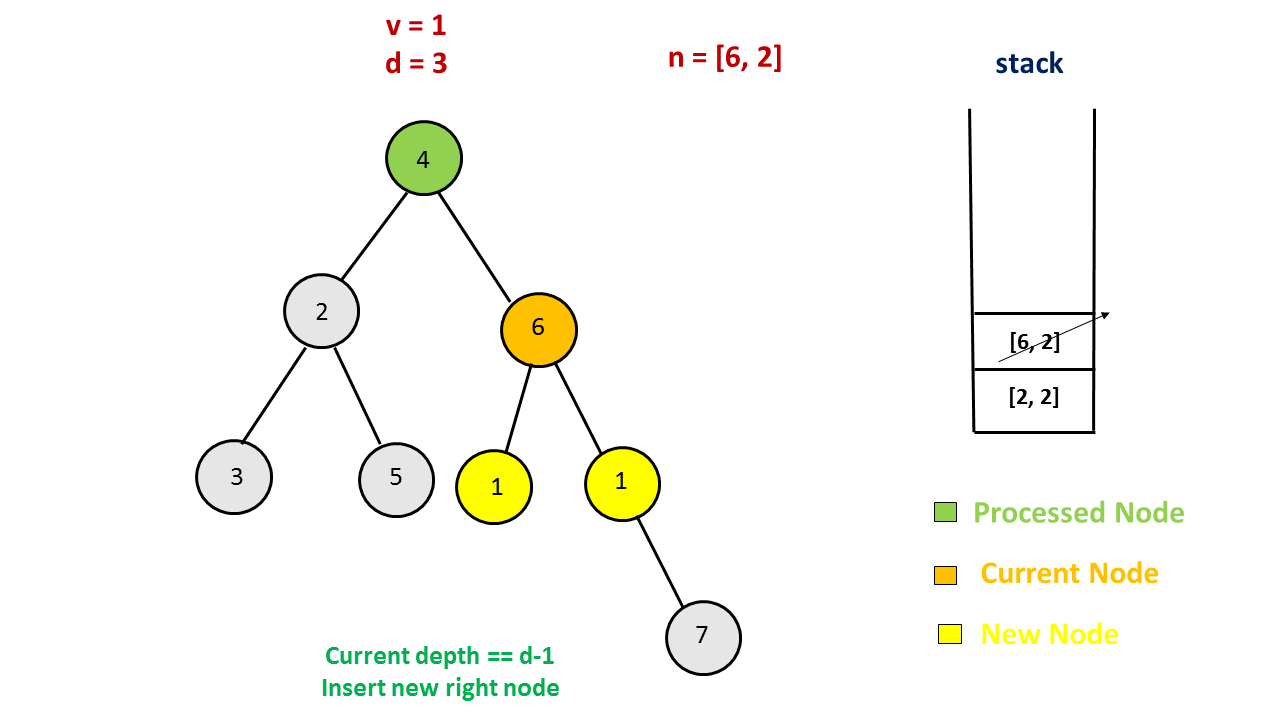 v = 1
d = 3
n = [6, 2]
stack
4
2
6
[6, 2]
[2, 2]
3
5
1
1
7
Processed Node
Current Node
New Node
Current depth == d-1
Insert new right node